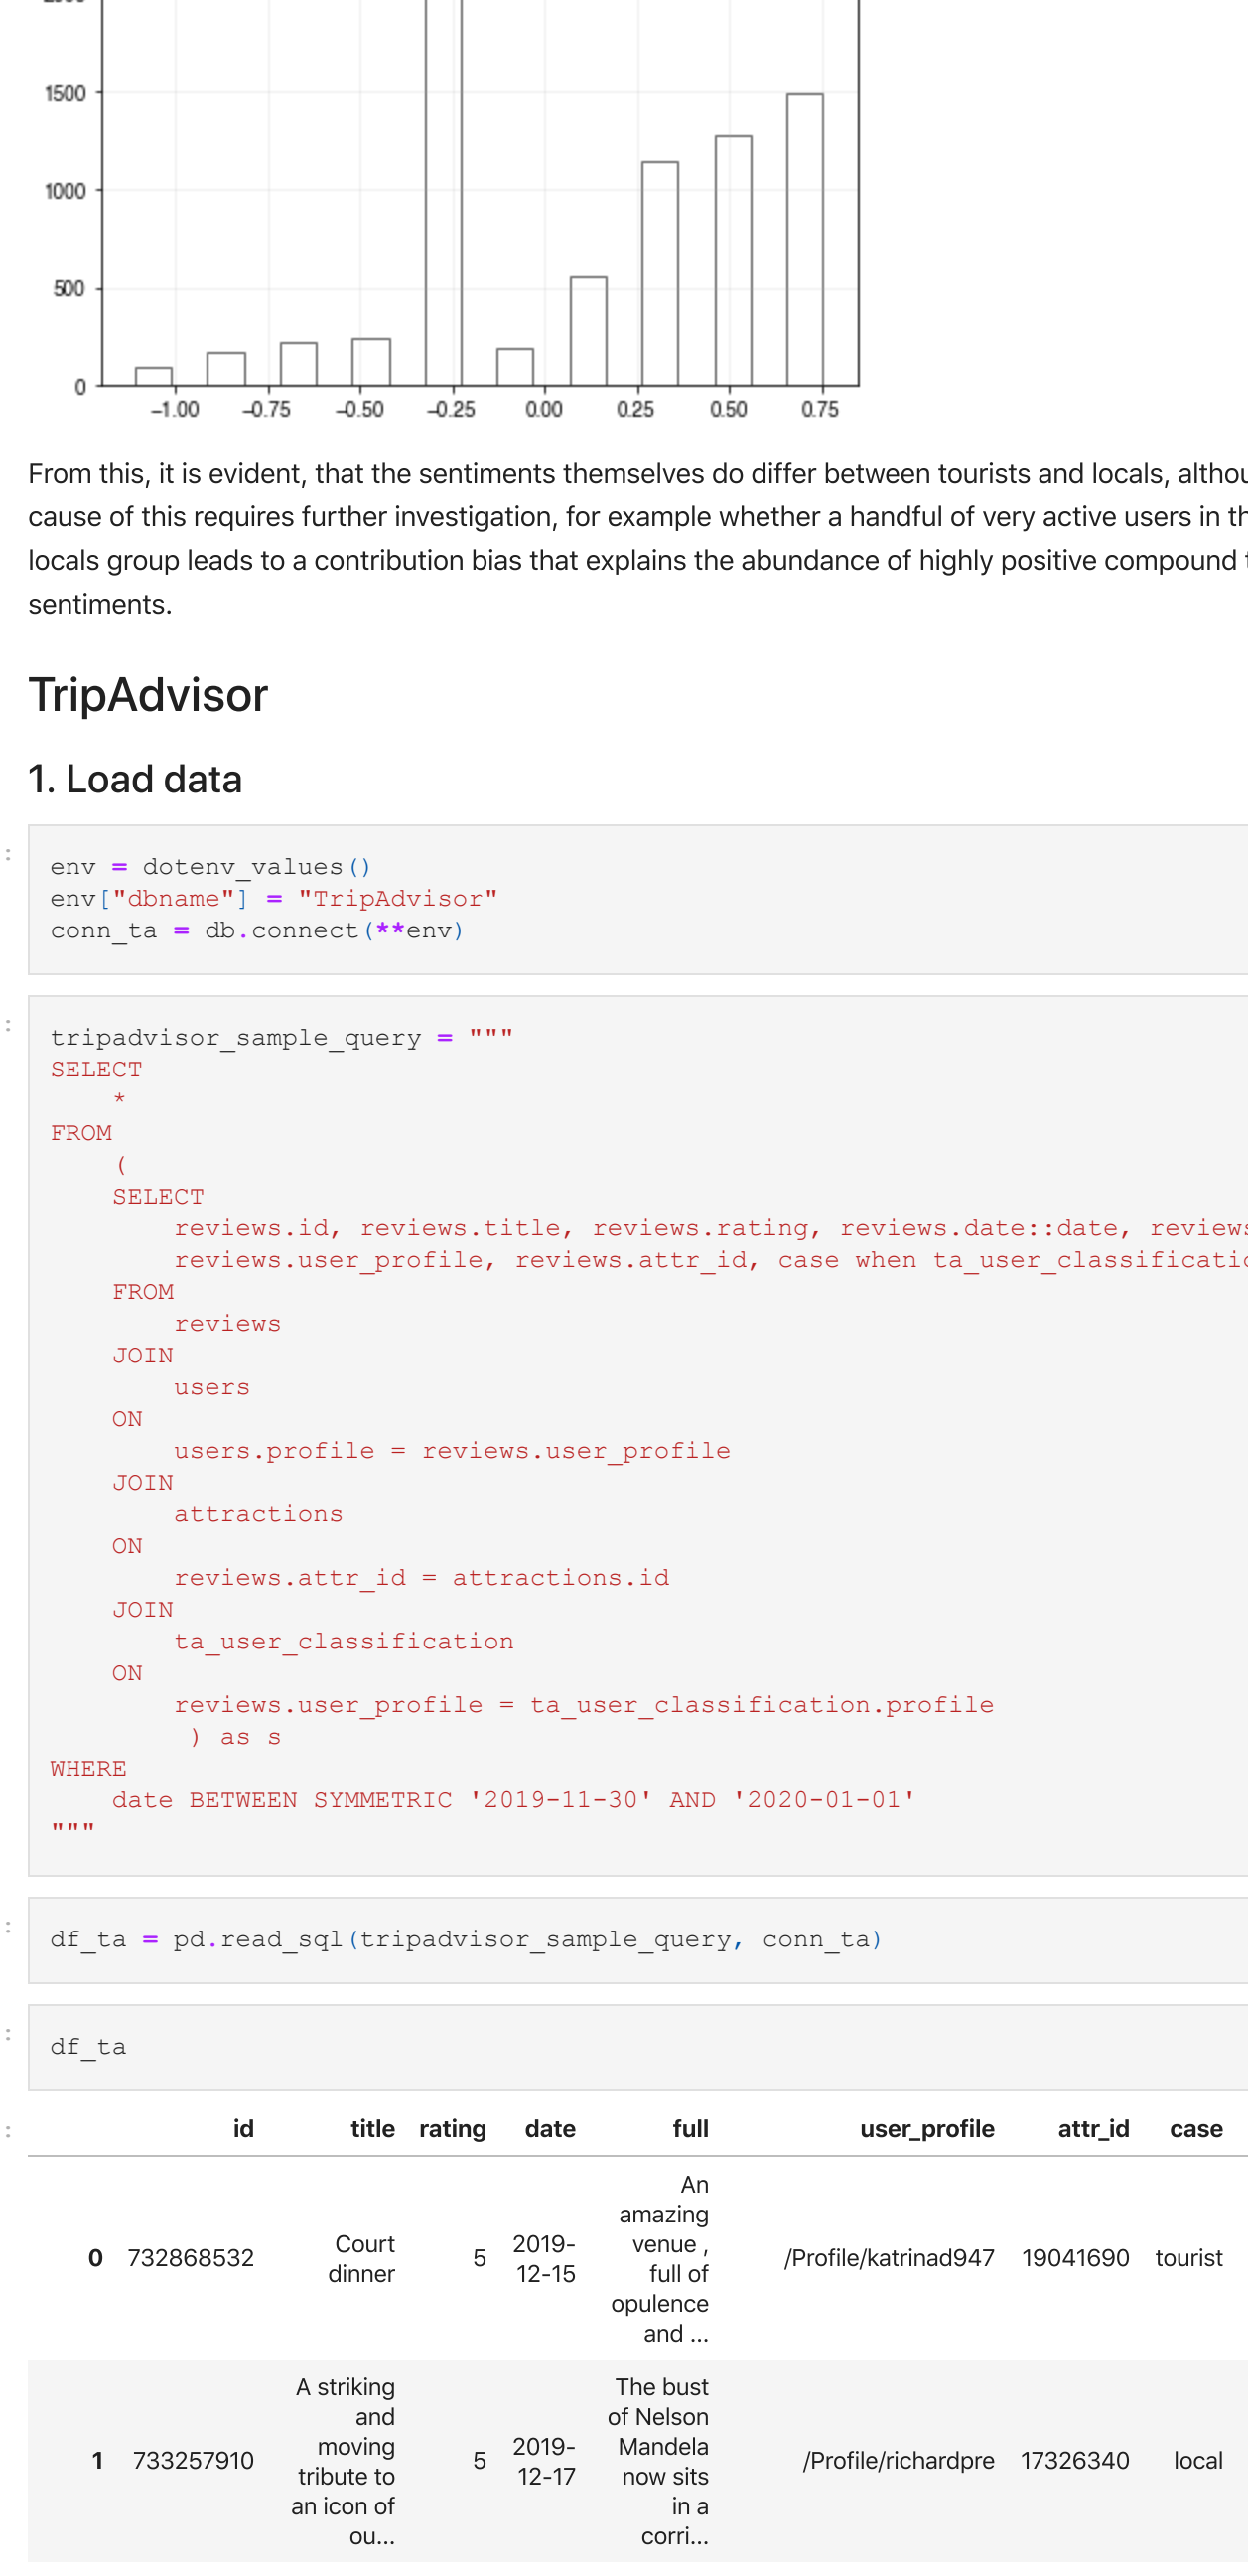 1500
1000
500
0
−1.00 −0.75 −0.50 −0.25 0.00 0.25 0.50 0.75
From this, it is evident, that the sentiments themselves do differ between tourists and locals,
cause of this requires further investigation, for example whether a handful of very active users in
locals group leads to a contribution bias that explains the abundance of highly positive compound
sentiments.
TripAdvisor
1. Load data
:
env = dotenv_values()
env["dbname"] = "TripAdvisor"
conn_ta = db.connect(**env)
:
tripadvisor_sample_query = """
SELECT
*
FROM
(
SELECT
reviews.id, reviews.title, reviews.rating, reviews.date::date,
reviews.user_profile, reviews.attr_id, case when
FROM
reviews
JOIN
users
ON
users.profile = reviews.user_profile
JOIN
attractions
ON
reviews.attr_id = attractions.id
JOIN
ta_user_classification
ON
reviews.user_profile = ta_user_classification.profile
) as s
WHERE
date BETWEEN SYMMETRIC '2019-11-30' AND '2020-01-01'
"""
:
df_ta = pd.read_sql(tripadvisor_sample_query, conn_ta)
:
df_ta
:
id title rating date full user_profile attr_id case
0 732868532 Court dinner 5 2019-12-15 An amazing venue , full of opulence and ... /Profile/katrinad947 19041690 tourist
1 733257910 A striking and moving tribute to an icon of ou... 5 2019-12-17 The bust of Nelson Mandela now sits in a corri... /Profile/richardpre 17326340 local